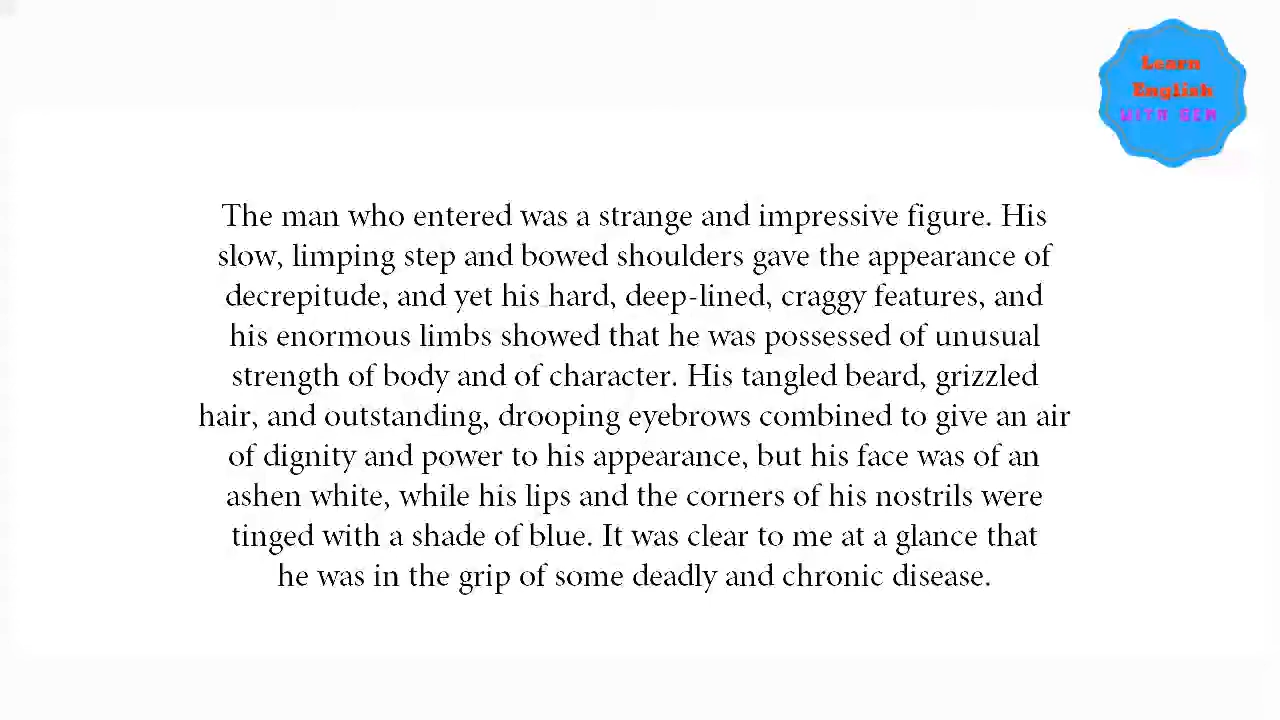 Learn
English
WITH GEM
The man who entered was a strange and impressive figure. His
slow, limping step and bowed shoulders gave the appearance of
decrepitude, and yet his hard, deep-lined, craggy features, and
his enormous limbs showed that he was possessed of unusual
strength of body and of character. His tangled beard, grizzled
hair, and outstanding, drooping eyebrows combined to give an air
of dignity and power to his appearance, but his face was of an
ashen white, while his lips and the corners of his nostrils were
tinged with a shade of blue. It was clear to me at a glance that
he was in the grip of some deadly and chronic disease.